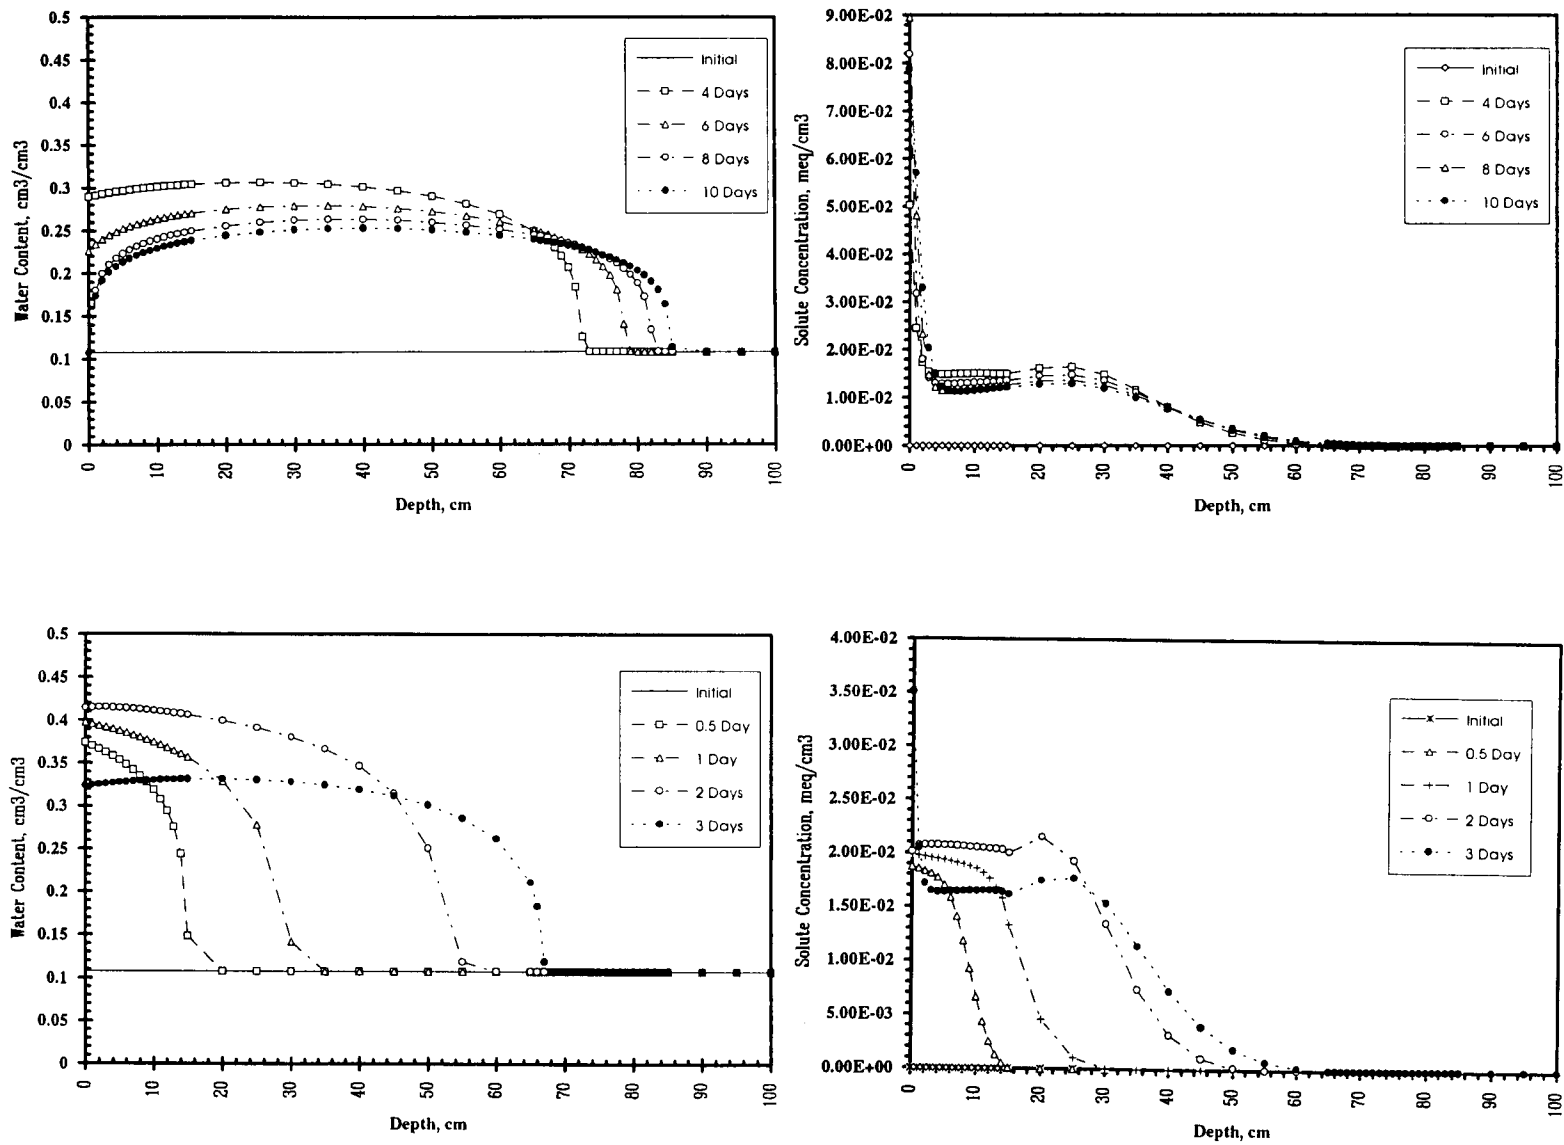 0.5
0.45
0.4
0.35
0.3
0.25
0.2
0.15
0.1
0.05
0
Water Content, cm3/cm3
0 10 20 30 40 50 60 70 80 90 100
Depth, cm
Initial
4 Days
6 Days
8 Days
10 Days
9.00E-02
8.00E-02
7.00E-02
6.00E-02
5.00E-02
4.00E-02
3.00E-02
2.00E-02
1.00E-02
0.00E+00
Solute Concentration, meq/cm3
0 10 20 30 40 50 60 70 80 90 100
Depth, cm
Initial
4 Days
6 Days
8 Days
10 Days
0.5
0.45
0.4
0.35
0.3
0.25
0.2
0.15
0.1
0.05
0
Water Content, cm3/cm3
0 10 20 30 40 50 60 70 80 90 100
Depth, cm
Initial
0.5 Day
1 Day
2 Days
3 Days
4.00E-02
3.50E-02
3.00E-02
2.50E-02
2.00E-02
1.50E-02
1.00E-02
5.00E-03
0.00E+00
Solute Concentration, meq/cm3
0 10 20 30 40 50 60 70 80 90 100
Depth, cm
Initial
0.5 Day
1 Day
2 Days
3 Days